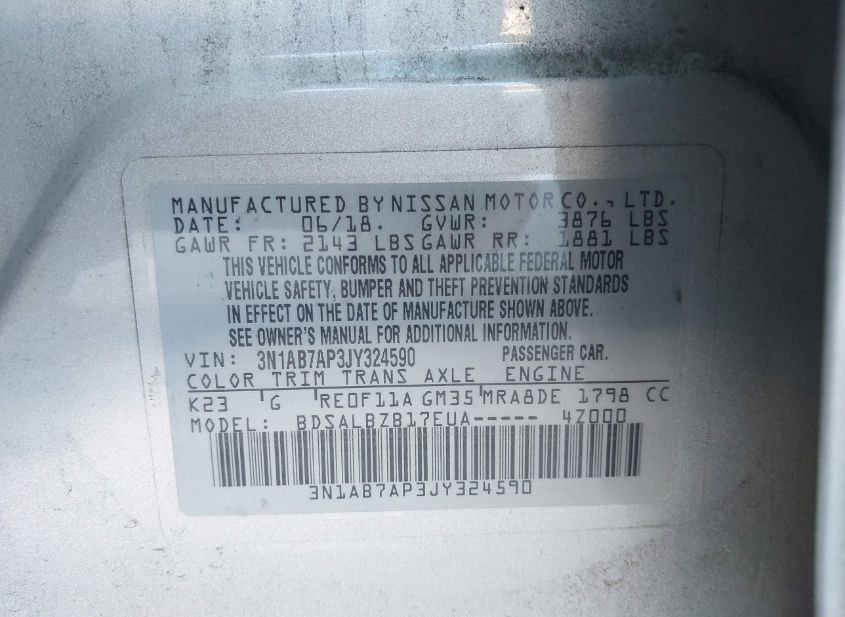 MANUFACTURED BY NISSAN MOTOR CO., LTD.
DATE: 06/18. GVWR: 3876 LBS
GAWR FR: 2143 LBS GAWR RR: 1881 LBS
THIS VEHICLE CONFORMS TO ALL APPLICABLE FEDERAL MOTOR
VEHICLE SAFETY, BUMPER AND THEFT PREVENTION STANDARDS
IN EFFECT ON THE DATE OF MANUFACTURE SHOWN ABOVE.
SEE OWNER'S MANUAL FOR ADDITIONAL INFORMATION.
VIN: 3N1AB7AP3JY324590 PASSENGER CAR.
COLOR TRIM TRANS AXLE ENGINE
K23 'G 'RE0F11A GM35'MRA8DE 1798 CC
MODEL: BDSALBZB17EUA----- 4Z000
3N1AB7AP3JY324590